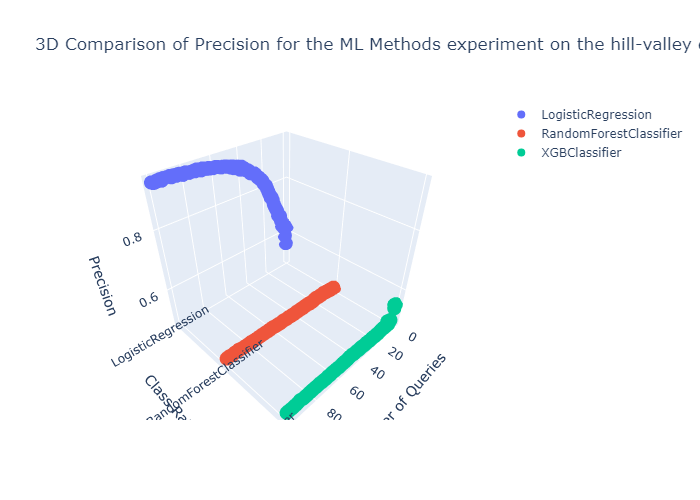 3D Comparison of Precision for the ML Methods experiment on the hill-valley
LogisticRegression
RandomForestClassifier
XGBClassifier
0.8
0.6
Precision
LogisticRegression
RandomForestClassifier
0
20
40
60
80
of Queries